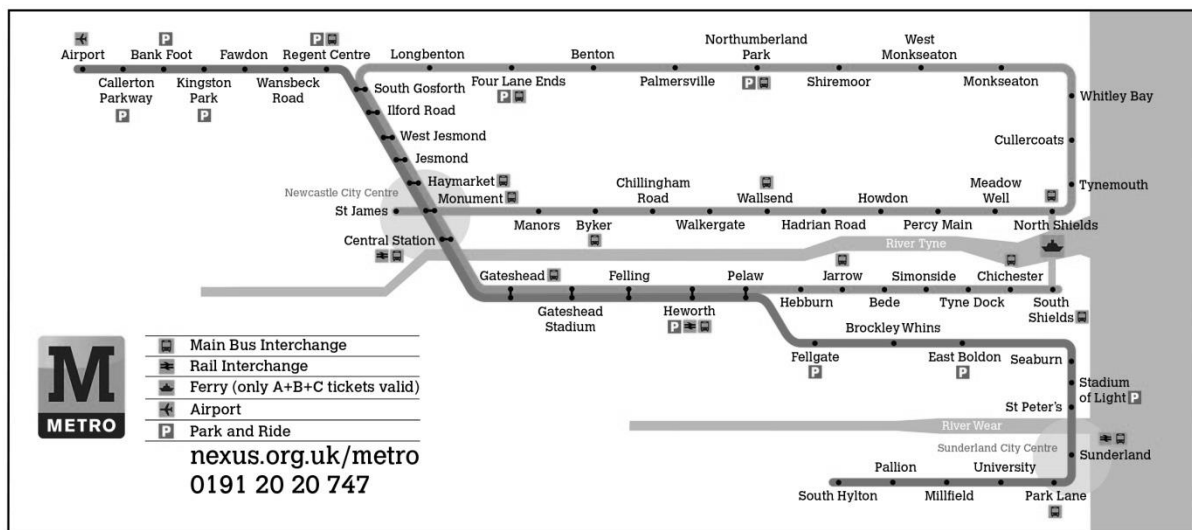 Airport
Callerton
Parkway
Bank Foot
Kingston
Park
Fawdon
Wansbeck
Road
Regent Centre
Longbenton
Four Lane Ends
Benton
Palmersville
Northumberland
Park
Shiremoor
West
Monkseaton
Monkseaton
South Gosforth
Ilford Road
West Jesmond
Jesmond
Haymarket
Newcastle City Centre
Monument
St James
Central Station
Whitley Bay
Cullercoats
Tynemouth
Manors
Byker
Chillingham
Road
Walkergate
Wallsend
Hadrian Road
Howdon
Percy Main
Meadow
Well
North Shields
River Tyne
Gateshead
Gateshead
Stadium
Felling
Heworth
Pelaw
Hebburn
Jarrow
Bede
Simonside
Tyne Dock
Chichester
South
Shields
Fellgate
Brockley Whins
East Boldon
Seaburn
Stadium
of Light
St Peter's
River Wear
Sunderland City Centre
Sunderland
South Hylton
Pallion
Millfield
University
Park Lane
M
METRO
Main Bus Interchange
Rail Interchange
Ferry (only A+B+C tickets valid)
Airport
P Park and Ride
nexus.org.uk/metro
0191 20 20 747